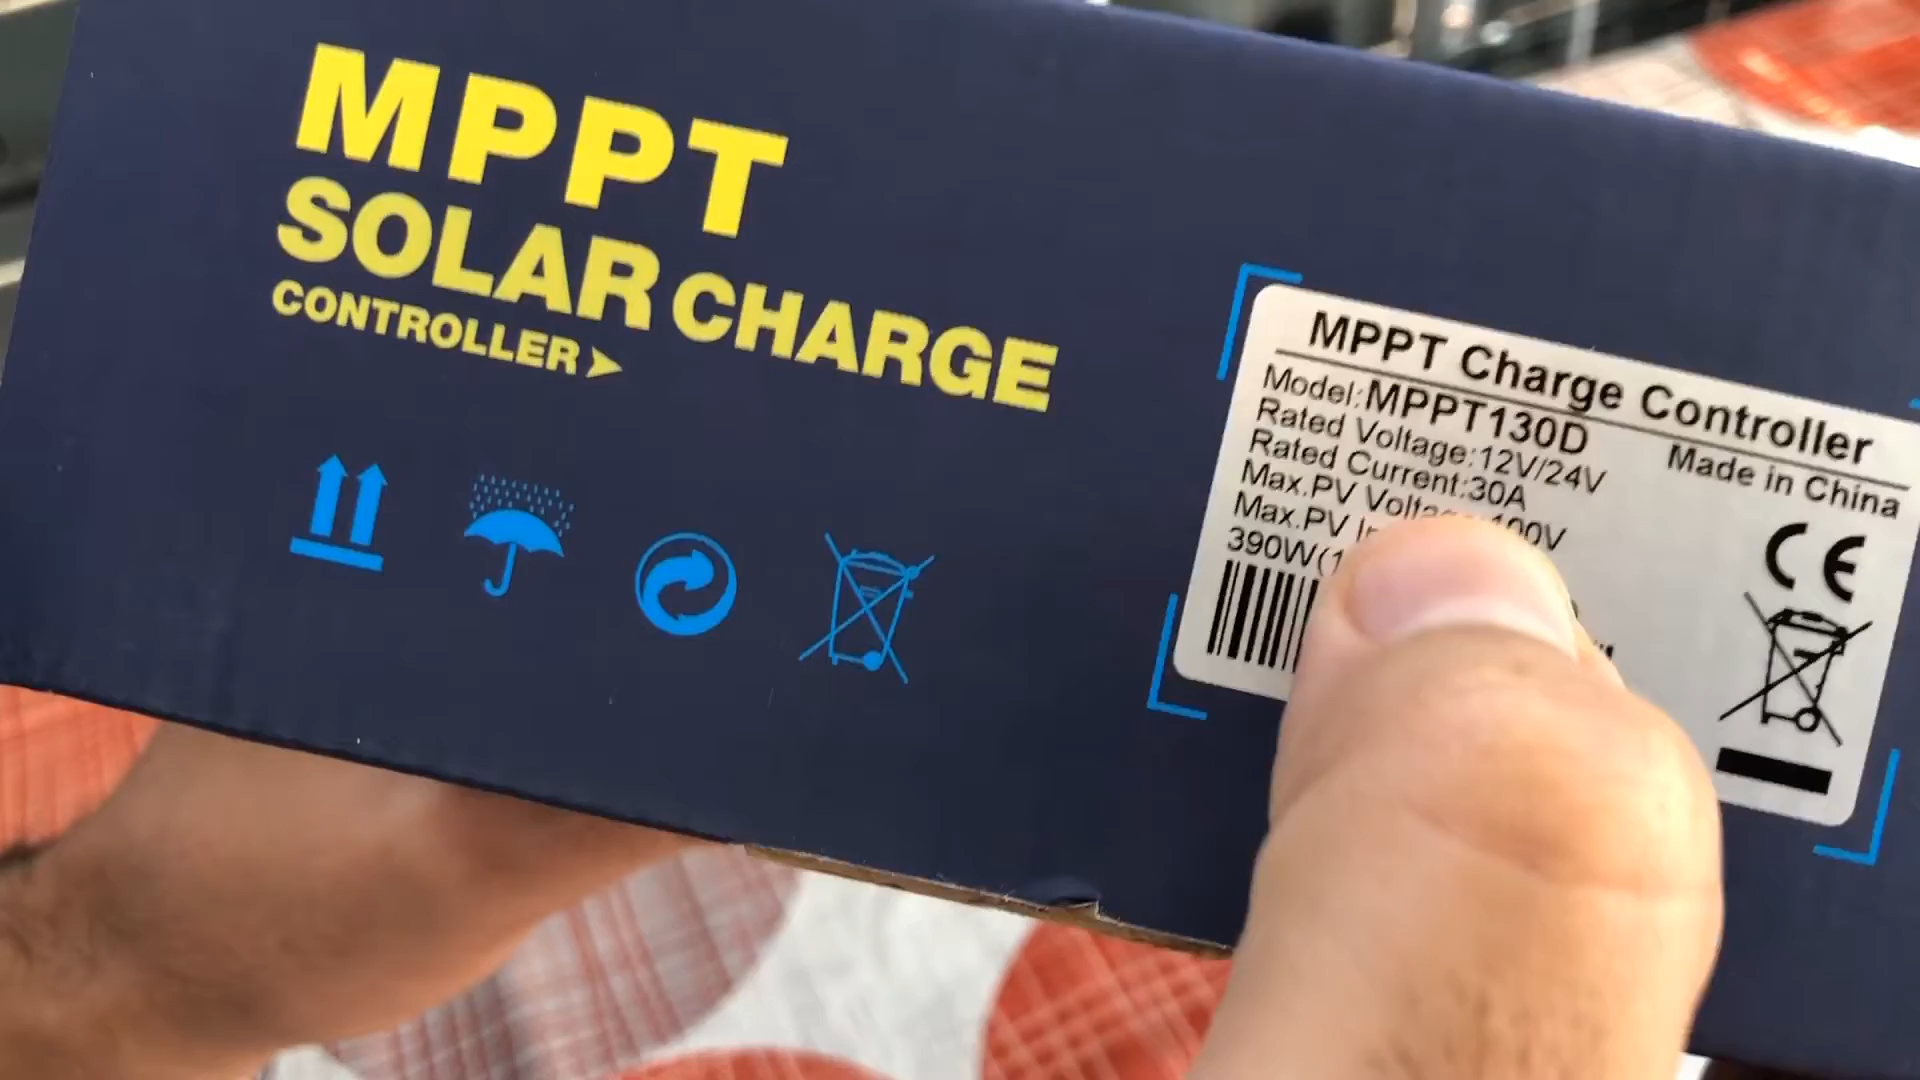 MPPT
SOLAR CHARGE
CONTROLLER
MPPT Charge Controller
Model:MPPT130D
Made in China
Rated Voltage:12V/24V
Rated Current:30A
Max.PV Voltage:100V
Max.PV
390W(1
CE